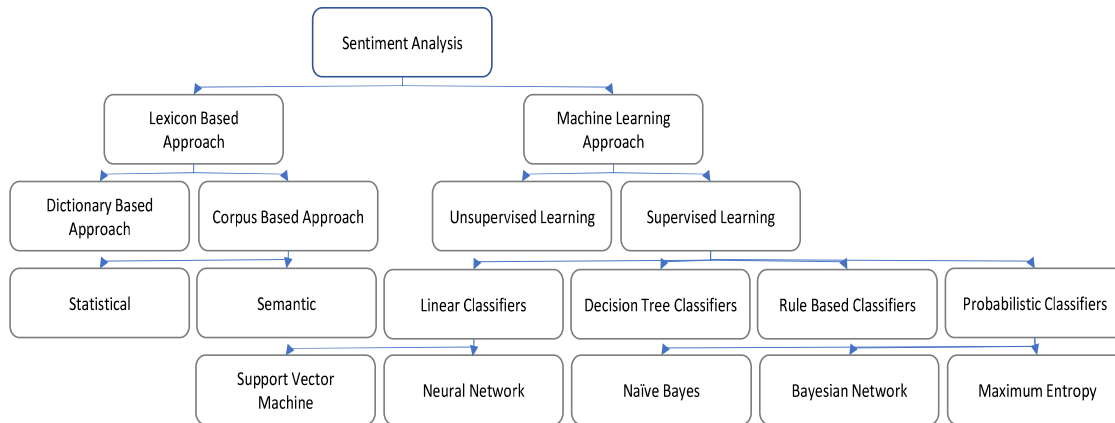 Sentiment Analysis
Lexicon Based
Approach
Machine Learning
Approach
Dictionary Based
Approach
Corpus Based Approach
Unsupervised Learning
Supervised Learning
Statistical
Semantic
Linear Classifiers
Decision Tree Classifiers
Rule Based Classifiers
Probabilistic Classifiers
Support Vector
Machine
Neural Network
Naïve Bayes
Bayesian Network
Maximum Entropy